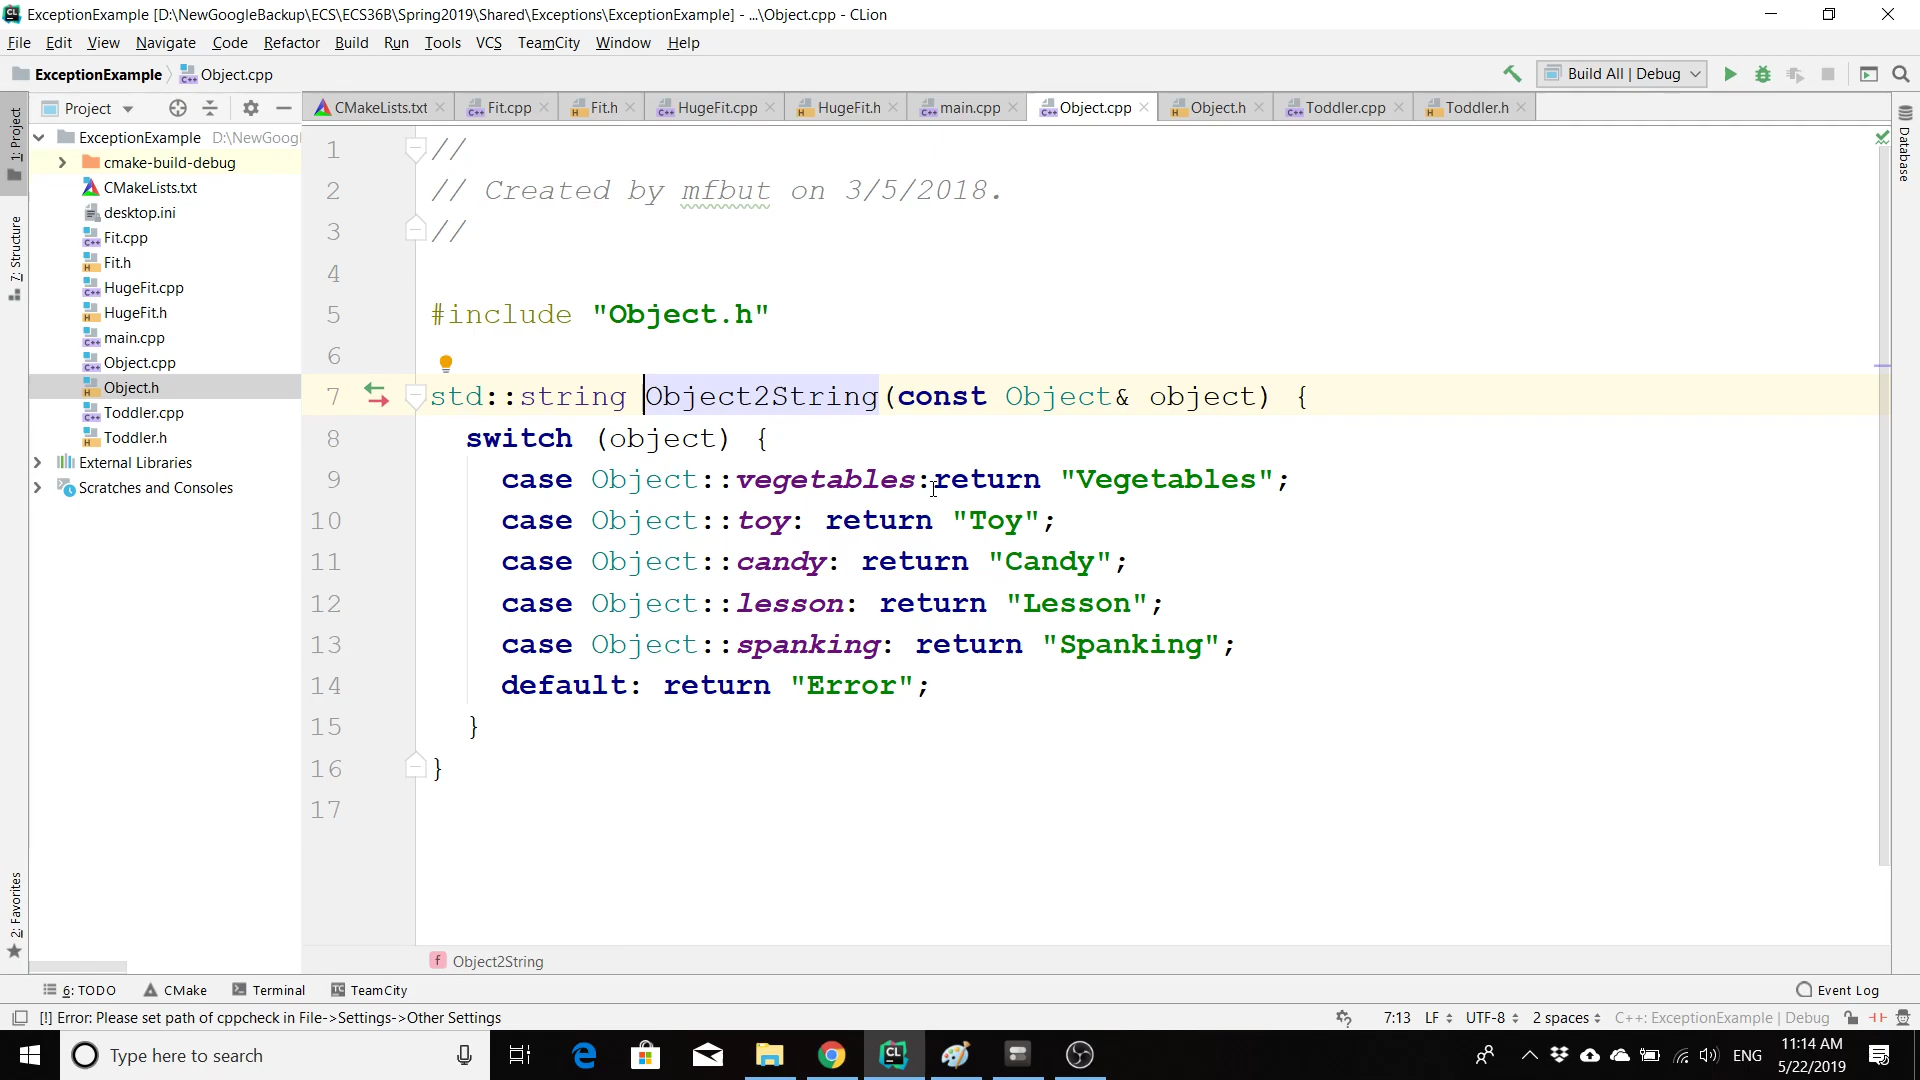 ExceptionExample [D:\NewGoogleBackup\ECS\ECS36B\Spring2019\Shared\Exceptions\ExceptionExample] - ...\Object.cpp - CLion
File Edit View Navigate Code Refactor Build Run Tools VCS TeamCity Window Help
ExceptionExample Object.cpp Build All | Debug
1: Project
7: Structure
2: Favorites
Project
ExceptionExample D:\NewGoogl
cmake-build-debug
CMakeLists.txt
desktop.ini
Fit.cpp
Fit.h
HugeFit.cpp
HugeFit.h
main.cpp
Object.cpp
Object.h
Toddler.cpp
Toddler.h
External Libraries
Scratches and Consoles
CMakeLists.txt Fit.cpp Fit.h HugeFit.cpp HugeFit.h main.cpp Object.cpp Object.h Toddler.cpp Toddler.h
Database
1 //
2 // Created by mfbut on 3/5/2018.
3 //
4
5 #include "Object.h"
6
7 std::string Object2String(const Object& object) {
8 switch (object) {
9 case Object::vegetables:return "Vegetables";
10 case Object::toy: return "Toy";
11 case Object::candy: return "Candy";
12 case Object::lesson: return "Lesson";
13 case Object::spanking: return "Spanking";
14 default: return "Error";
15 }
16 }
17
f Object2String
6: TODO CMake Terminal TeamCity Event Log
[!] Error: Please set path of cppcheck in File->Settings->Other Settings 7:13 LF UTF-8 2 spaces C++: ExceptionExample | Debug
Type here to search ENG
11:14 AM
5/22/2019